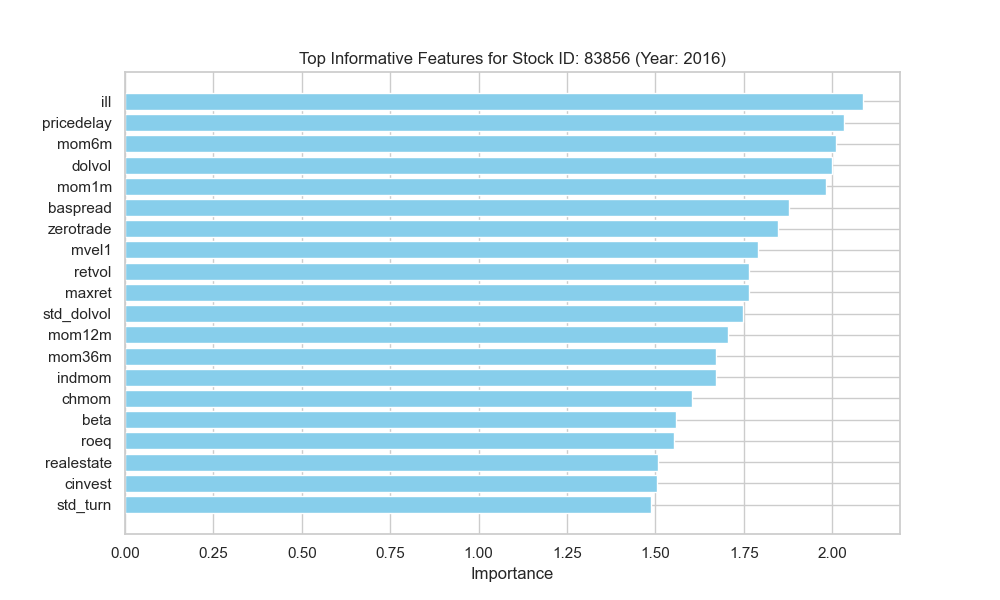 Top Informative Features for Stock ID: 83856 (Year: 2016)
ill
pricedelay
mom6m
dolvol
mom1m
baspread
zerotrade
mvel1
retvol
maxret
std_dolvol
mom12m
mom36m
indmom
chmom
beta
roeq
realestate
cinvest
std_turn
0.00 0.25 0.50 0.75 1.00 1.25 1.50 1.75 2.00
Importance